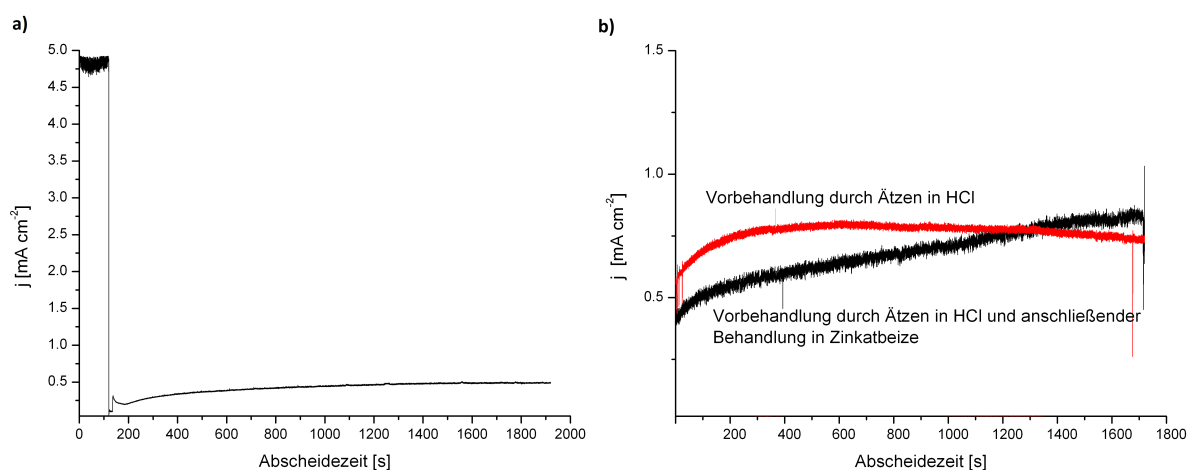 a)
j [mA cm⁻²]
5.0
4.5
4.0
3.5
3.0
2.5
2.0
1.5
1.0
0.5
0 200 400 600 800 1000 1200 1400 1600 1800 2000
Abscheidezeit [s]
b)
j [mA cm⁻²]
1.5
1.0
0.5
Vorbehandlung durch Ätzen in HCl
Vorbehandlung durch Ätzen in HCl und anschließender
Behandlung in Zinkatbeize
200 400 600 800 1000 1200 1400 1600 1800
Abscheidezeit [s]